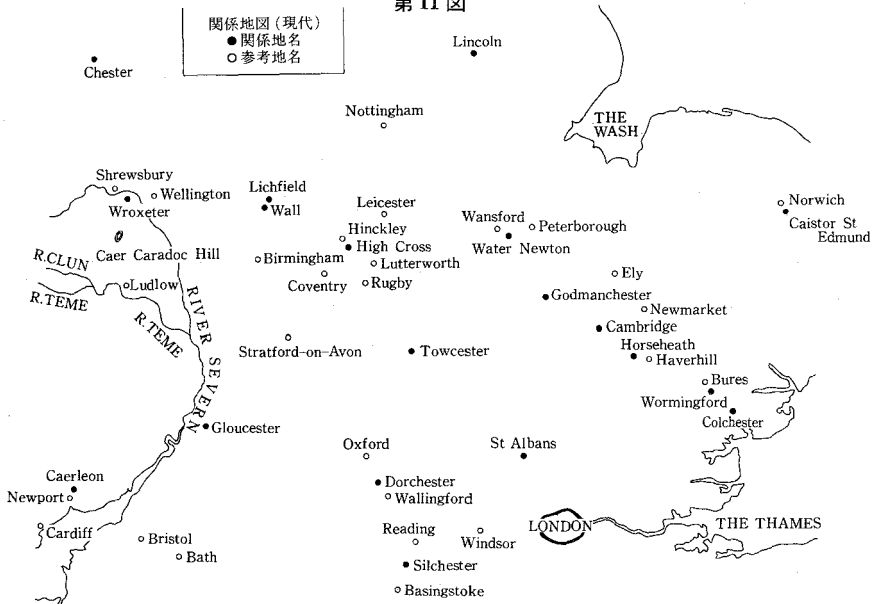 第11図
関係地図(現代)
● 関係地名
○ 参考地名
Lincoln
Chester
Nottingham
THE
WASH
Shrewsbury
Wellington
Wroxeter
Lichfield
Wall
Leicester
Hinckley
High Cross
Wansford
Peterborough
Water Newton
Norwich
Caistor St
Edmund
Caer Caradoc Hill
R.CLUN
Birmingham
Lutterworth
Coventry
Rugby
Ely
R.TEME
Ludlow
Godmanchester
Newmarket
R.TEME
RIVER SEVERN
Cambridge
Stratford-on-Avon
Towcester
Horseheath
Haverhill
Bures
Wormingford
Colchester
Gloucester
Oxford
St Albans
Caerleon
Newport
Dorchester
Wallingford
Cardiff
Bristol
Reading
Windsor
LONDON
THE THAMES
Bath
Silchester
Basingstoke